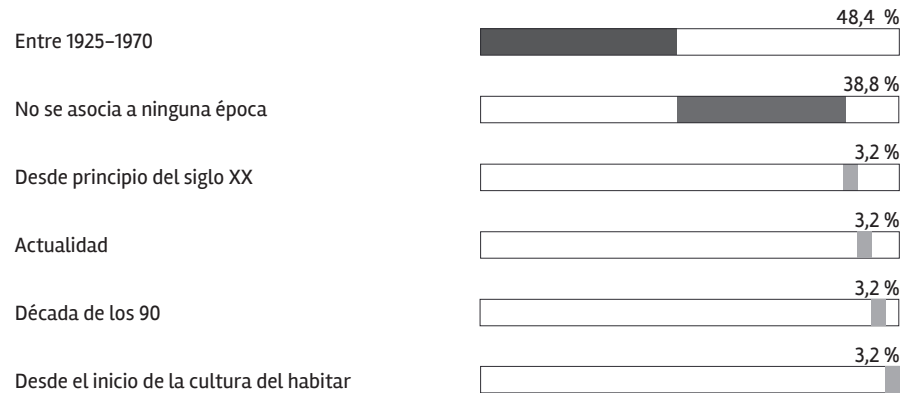 48,4 %
Entre 1925–1970
38,8 %
No se asocia a ninguna época
3,2 %
Desde principio del siglo XX
3,2 %
Actualidad
3,2 %
Década de los 90
3,2 %
Desde el inicio de la cultura del habitar